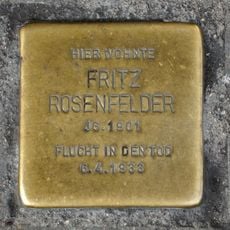 HIER WOHNTE
FRITZ
ROSENFELDER
JG. 1901
FLUCHT IN DEN TOD
6.4.1933